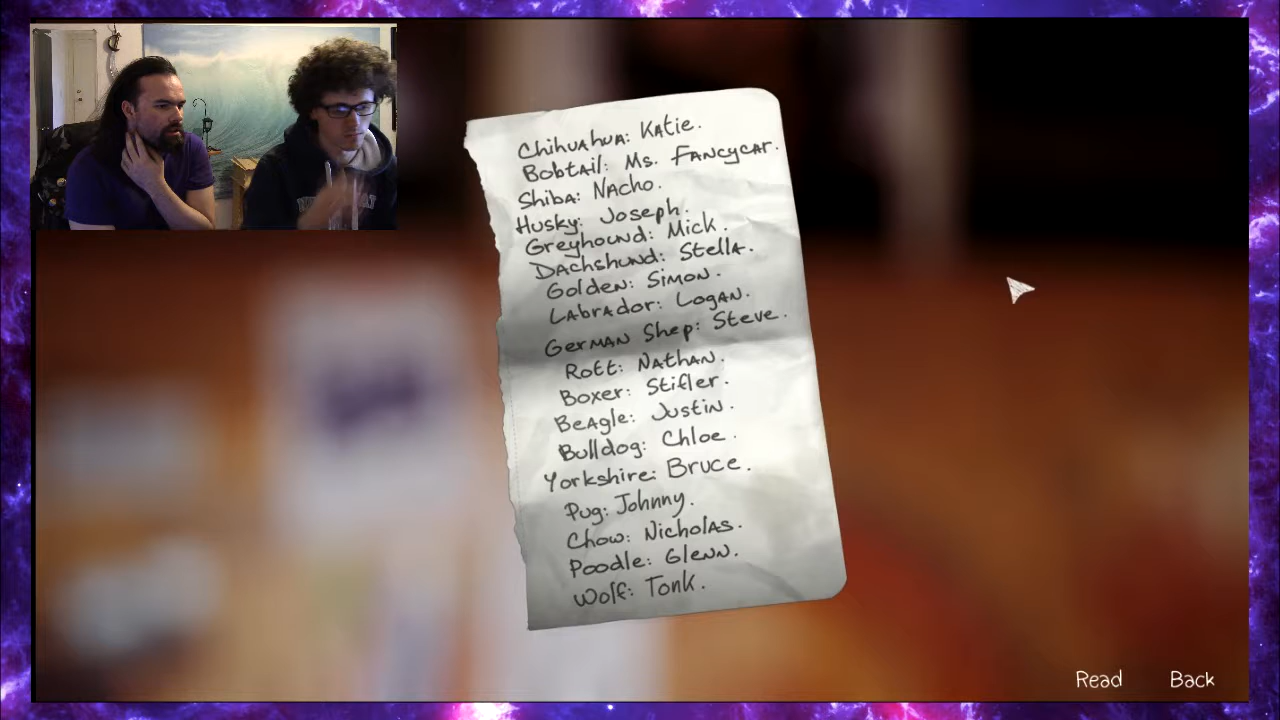 Chihuahua: Katie.
Bobtail: Ms. Fancycar.
Shiba: Nacho.
Husky: Joseph.
Greyhound: Mick.
Dachshund: Stella.
Golden: Simon.
Labrador: Logan.
German Shep: Steve.
Rott: Nathan.
Boxer: Stifler.
Beagle: Justin.
Bulldog: Chloe.
Yorkshire: Bruce.
Pug: Johnny.
Chow: Nicholas.
Poodle: Glenn.
Wolf: Tonk.
Read Back